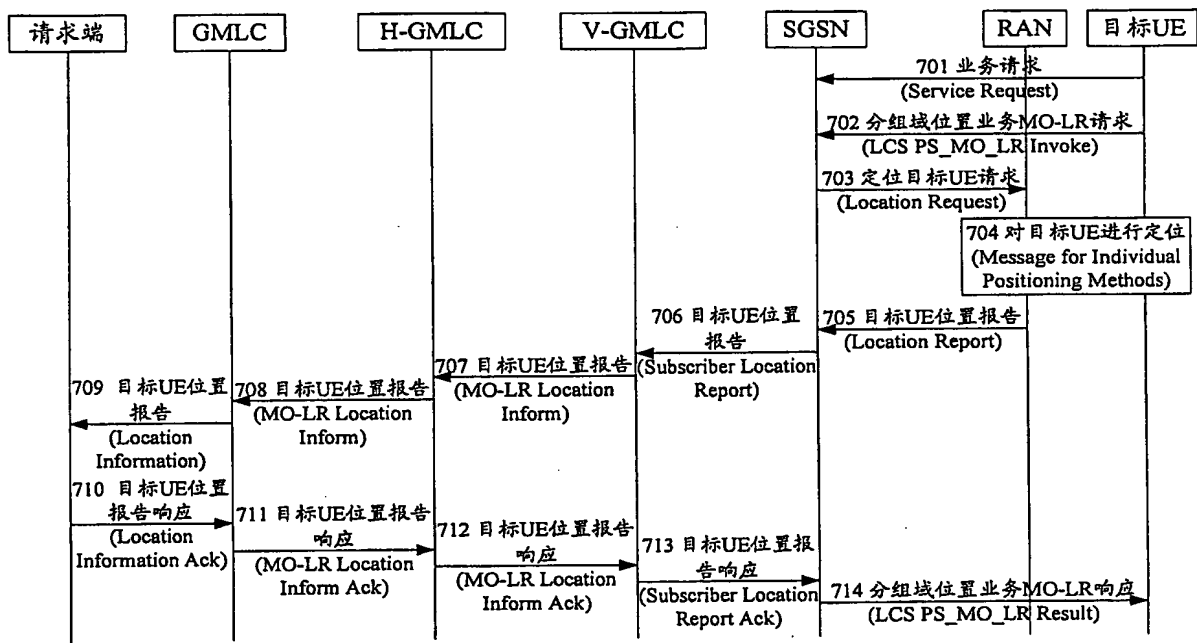 请求端
GMLC
H-GMLC
V-GMLC
SGSN
RAN
目标UE
701 业务请求
(Service Request)
702 分组域位置业务MO-LR请求
(LCS PS_MO_LR Invoke)
703 定位目标UE请求
(Location Request)
704 对目标UE进行定位
(Message for Individual
Positioning Methods)
705 目标UE位置报告
(Location Report)
706 目标UE位置
报告
(Subscriber Location
Report)
707 目标UE位置报告
(MO-LR Location
Inform)
708 目标UE位置报告
(MO-LR Location
Inform)
709 目标UE位置
报告
(Location
Information)
710 目标UE位置
报告响应
(Location
Information Ack)
711 目标UE位置报告
响应
(MO-LR Location
Inform Ack)
712 目标UE位置报告
响应
(MO-LR Location
Inform Ack)
713 目标UE位置报
告响应
(Subscriber Location
Report Ack)
714 分组域位置业务MO-LR响应
(LCS PS_MO_LR Result)